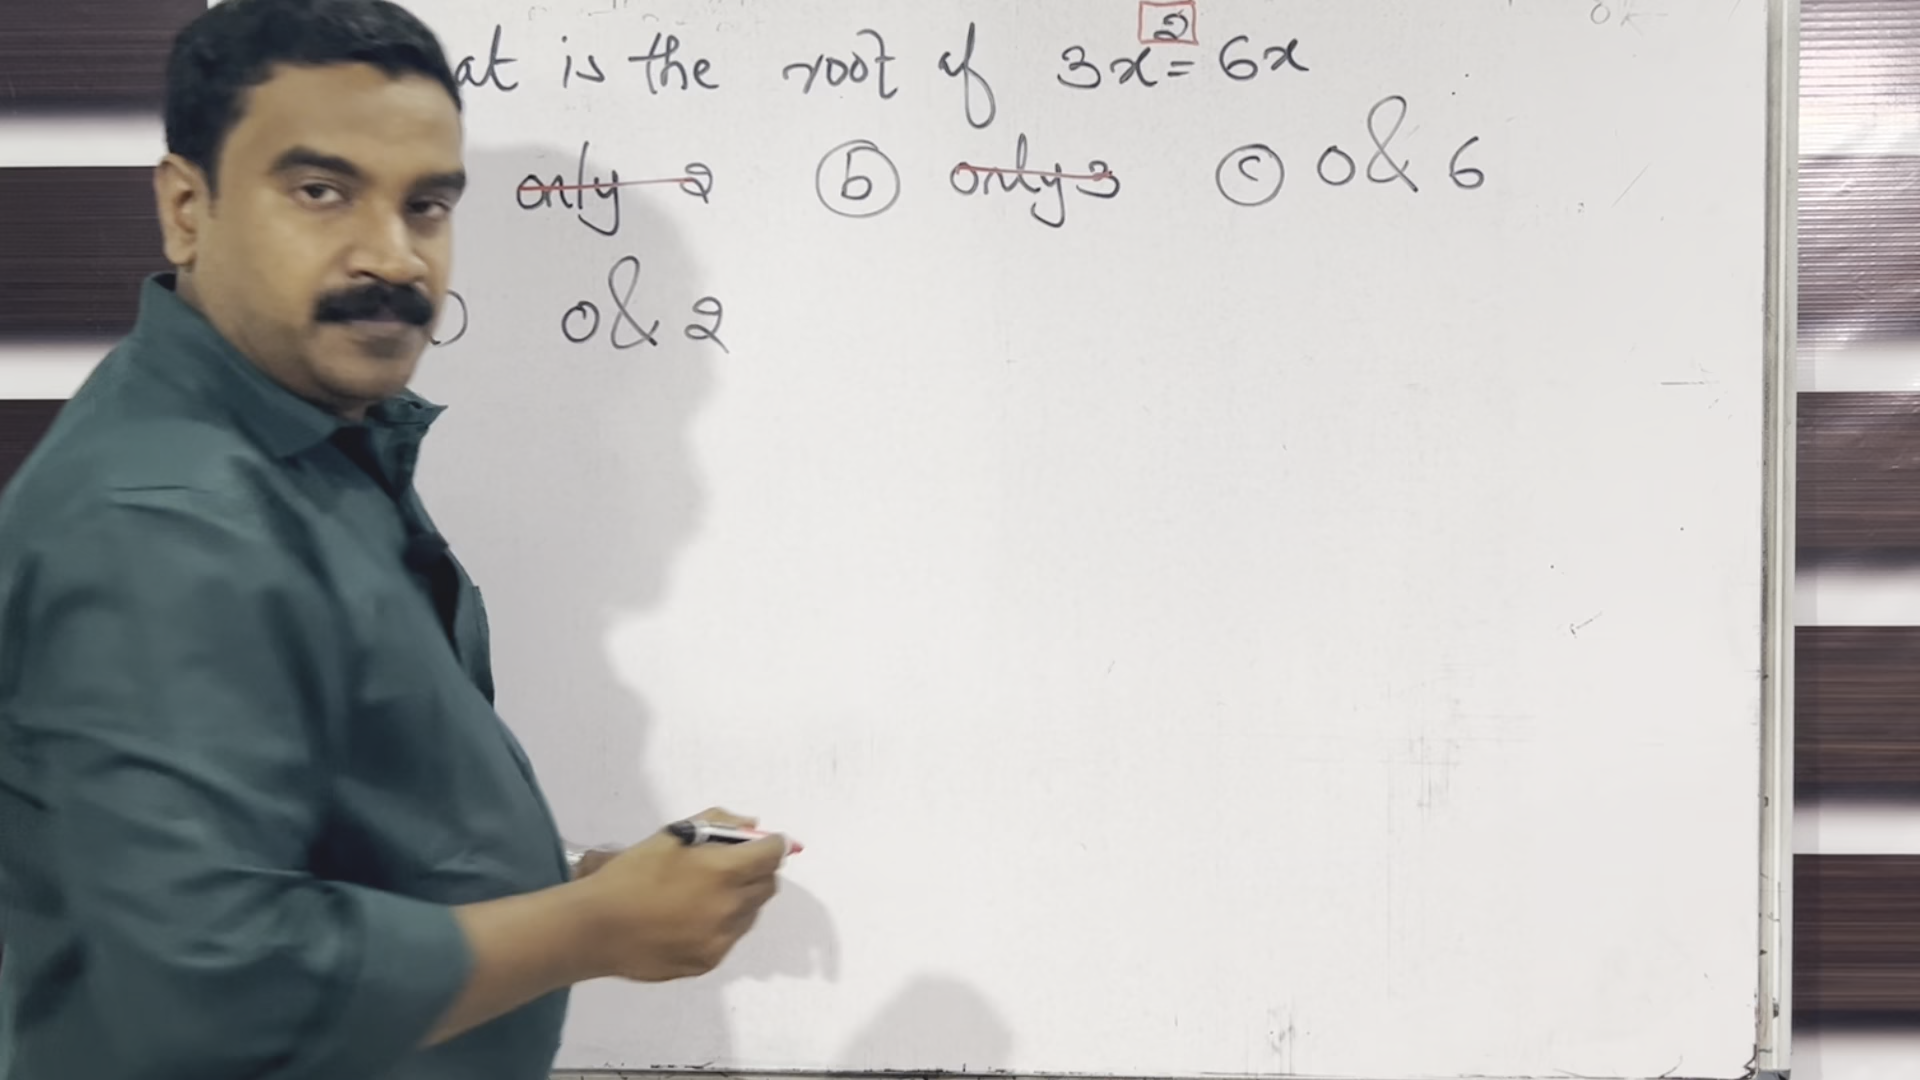 at is the root of 3x² = 6x
only 2 (b) only 3 (c) 0 & 6
0 & 2